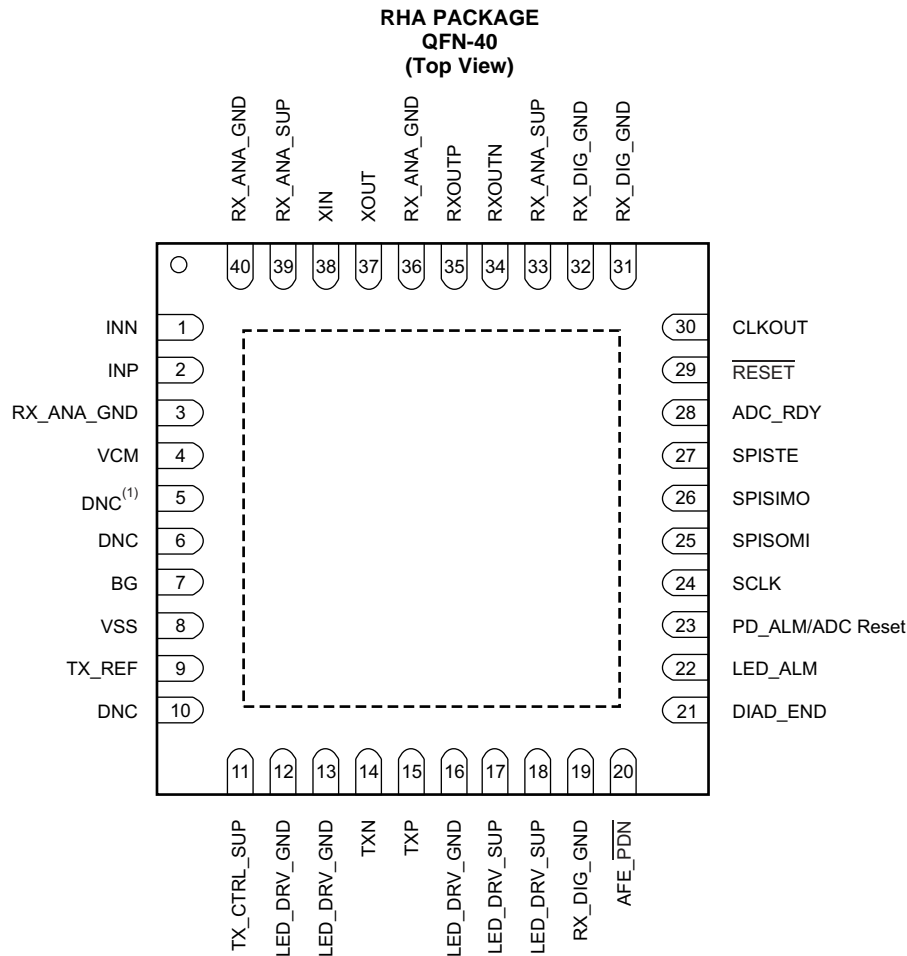 RHA PACKAGE
QFN-40
(Top View)
RX_ANA_GND
RX_ANA_SUP
XIN
XOUT
RX_ANA_GND
RXOUTP
RXOUTN
RX_ANA_SUP
RX_DIG_GND
RX_DIG_GND
40 39 38 37 36 35 34 33 32 31
INN 1
INP 2
RX_ANA_GND 3
VCM 4
DNC(1) 5
DNC 6
BG 7
VSS 8
TX_REF 9
DNC 10
30 CLKOUT
29 RESET
28 ADC_RDY
27 SPISTE
26 SPISIMO
25 SPISOMI
24 SCLK
23 PD_ALM/ADC Reset
22 LED_ALM
21 DIAD_END
11 12 13 14 15 16 17 18 19 20
TX_CTRL_SUP
LED_DRV_GND
LED_DRV_GND
TXN
TXP
LED_DRV_GND
LED_DRV_SUP
LED_DRV_SUP
RX_DIG_GND
AFE_PDN